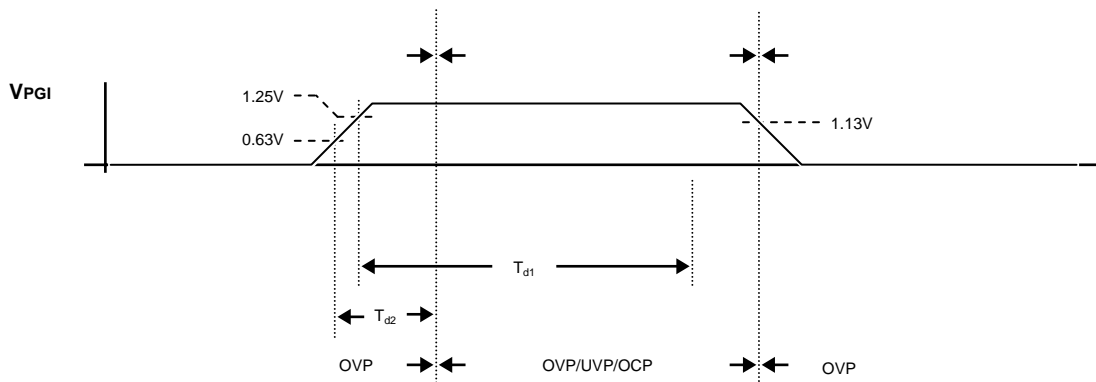 VPGI
1.25V
0.63V
1.13V
Td1
Td2
OVP
OVP/UVP/OCP
OVP